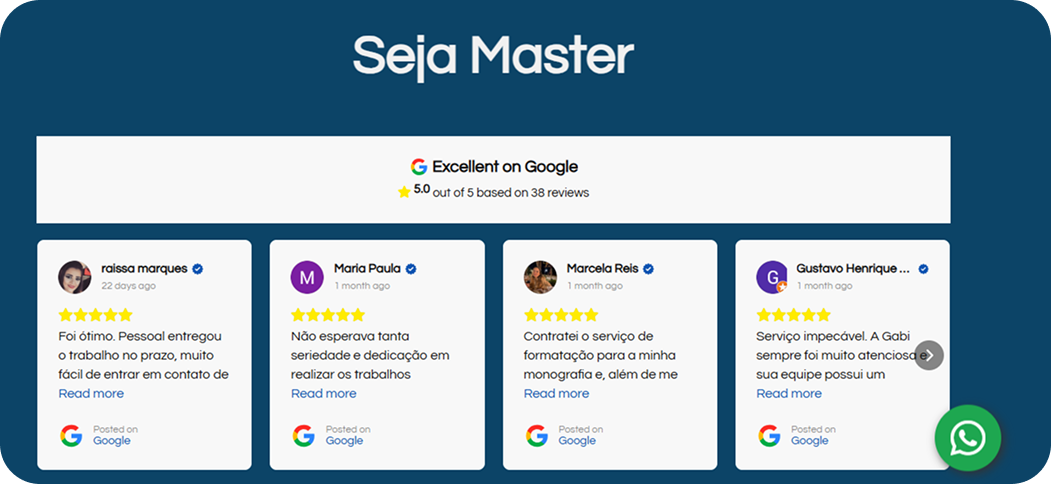 Seja Master
Excellent on Google
5.0 out of 5 based on 38 reviews
raissa marques
22 days ago
Foi ótimo. Pessoal entregou
o trabalho no prazo, muito
fácil de entrar em contato de
Read more
Posted on
Google
M
Maria Paula
1 month ago
Não esperava tanta
seriedade e dedicação em
realizar os trabalhos
Read more
Posted on
Google
Marcela Reis
1 month ago
Contratei o serviço de
formatação para a minha
monografia e, além de me
Read more
Posted on
Google
G
Gustavo Henrique ...
1 month ago
Serviço impecável. A Gabi
sempre foi muito atenciosa e
sua equipe possui um
Read more
Posted on
Google